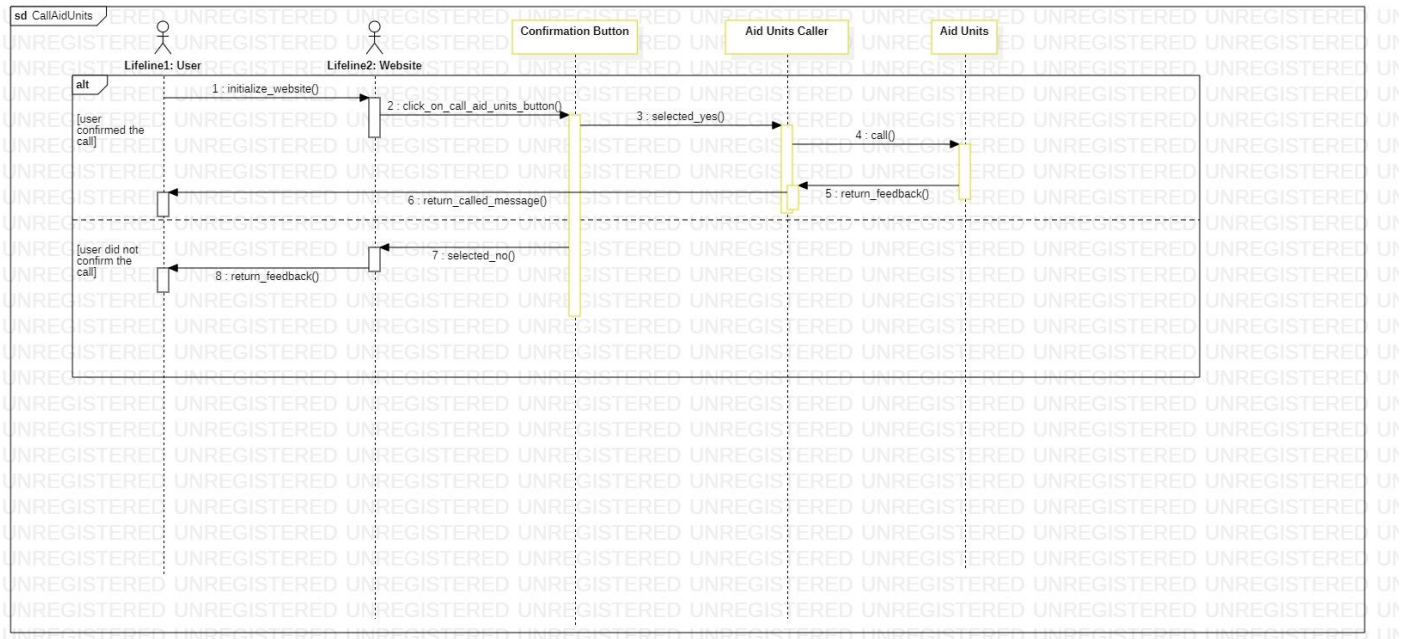 sd CallAidUnits
Confirmation Button
Aid Units Caller
Aid Units
Lifeline1: User
Lifeline2: Website
alt
1 : initialize_website()
2 : click_on_call_aid_units_button()
[user
confirmed the
call]
3 : selected_yes()
4 : call()
5 : return_feedback()
6 : return_called_message()
[user did not
confirm the
call]
7 : selected_no()
8 : return_feedback()
UNREGISTERED